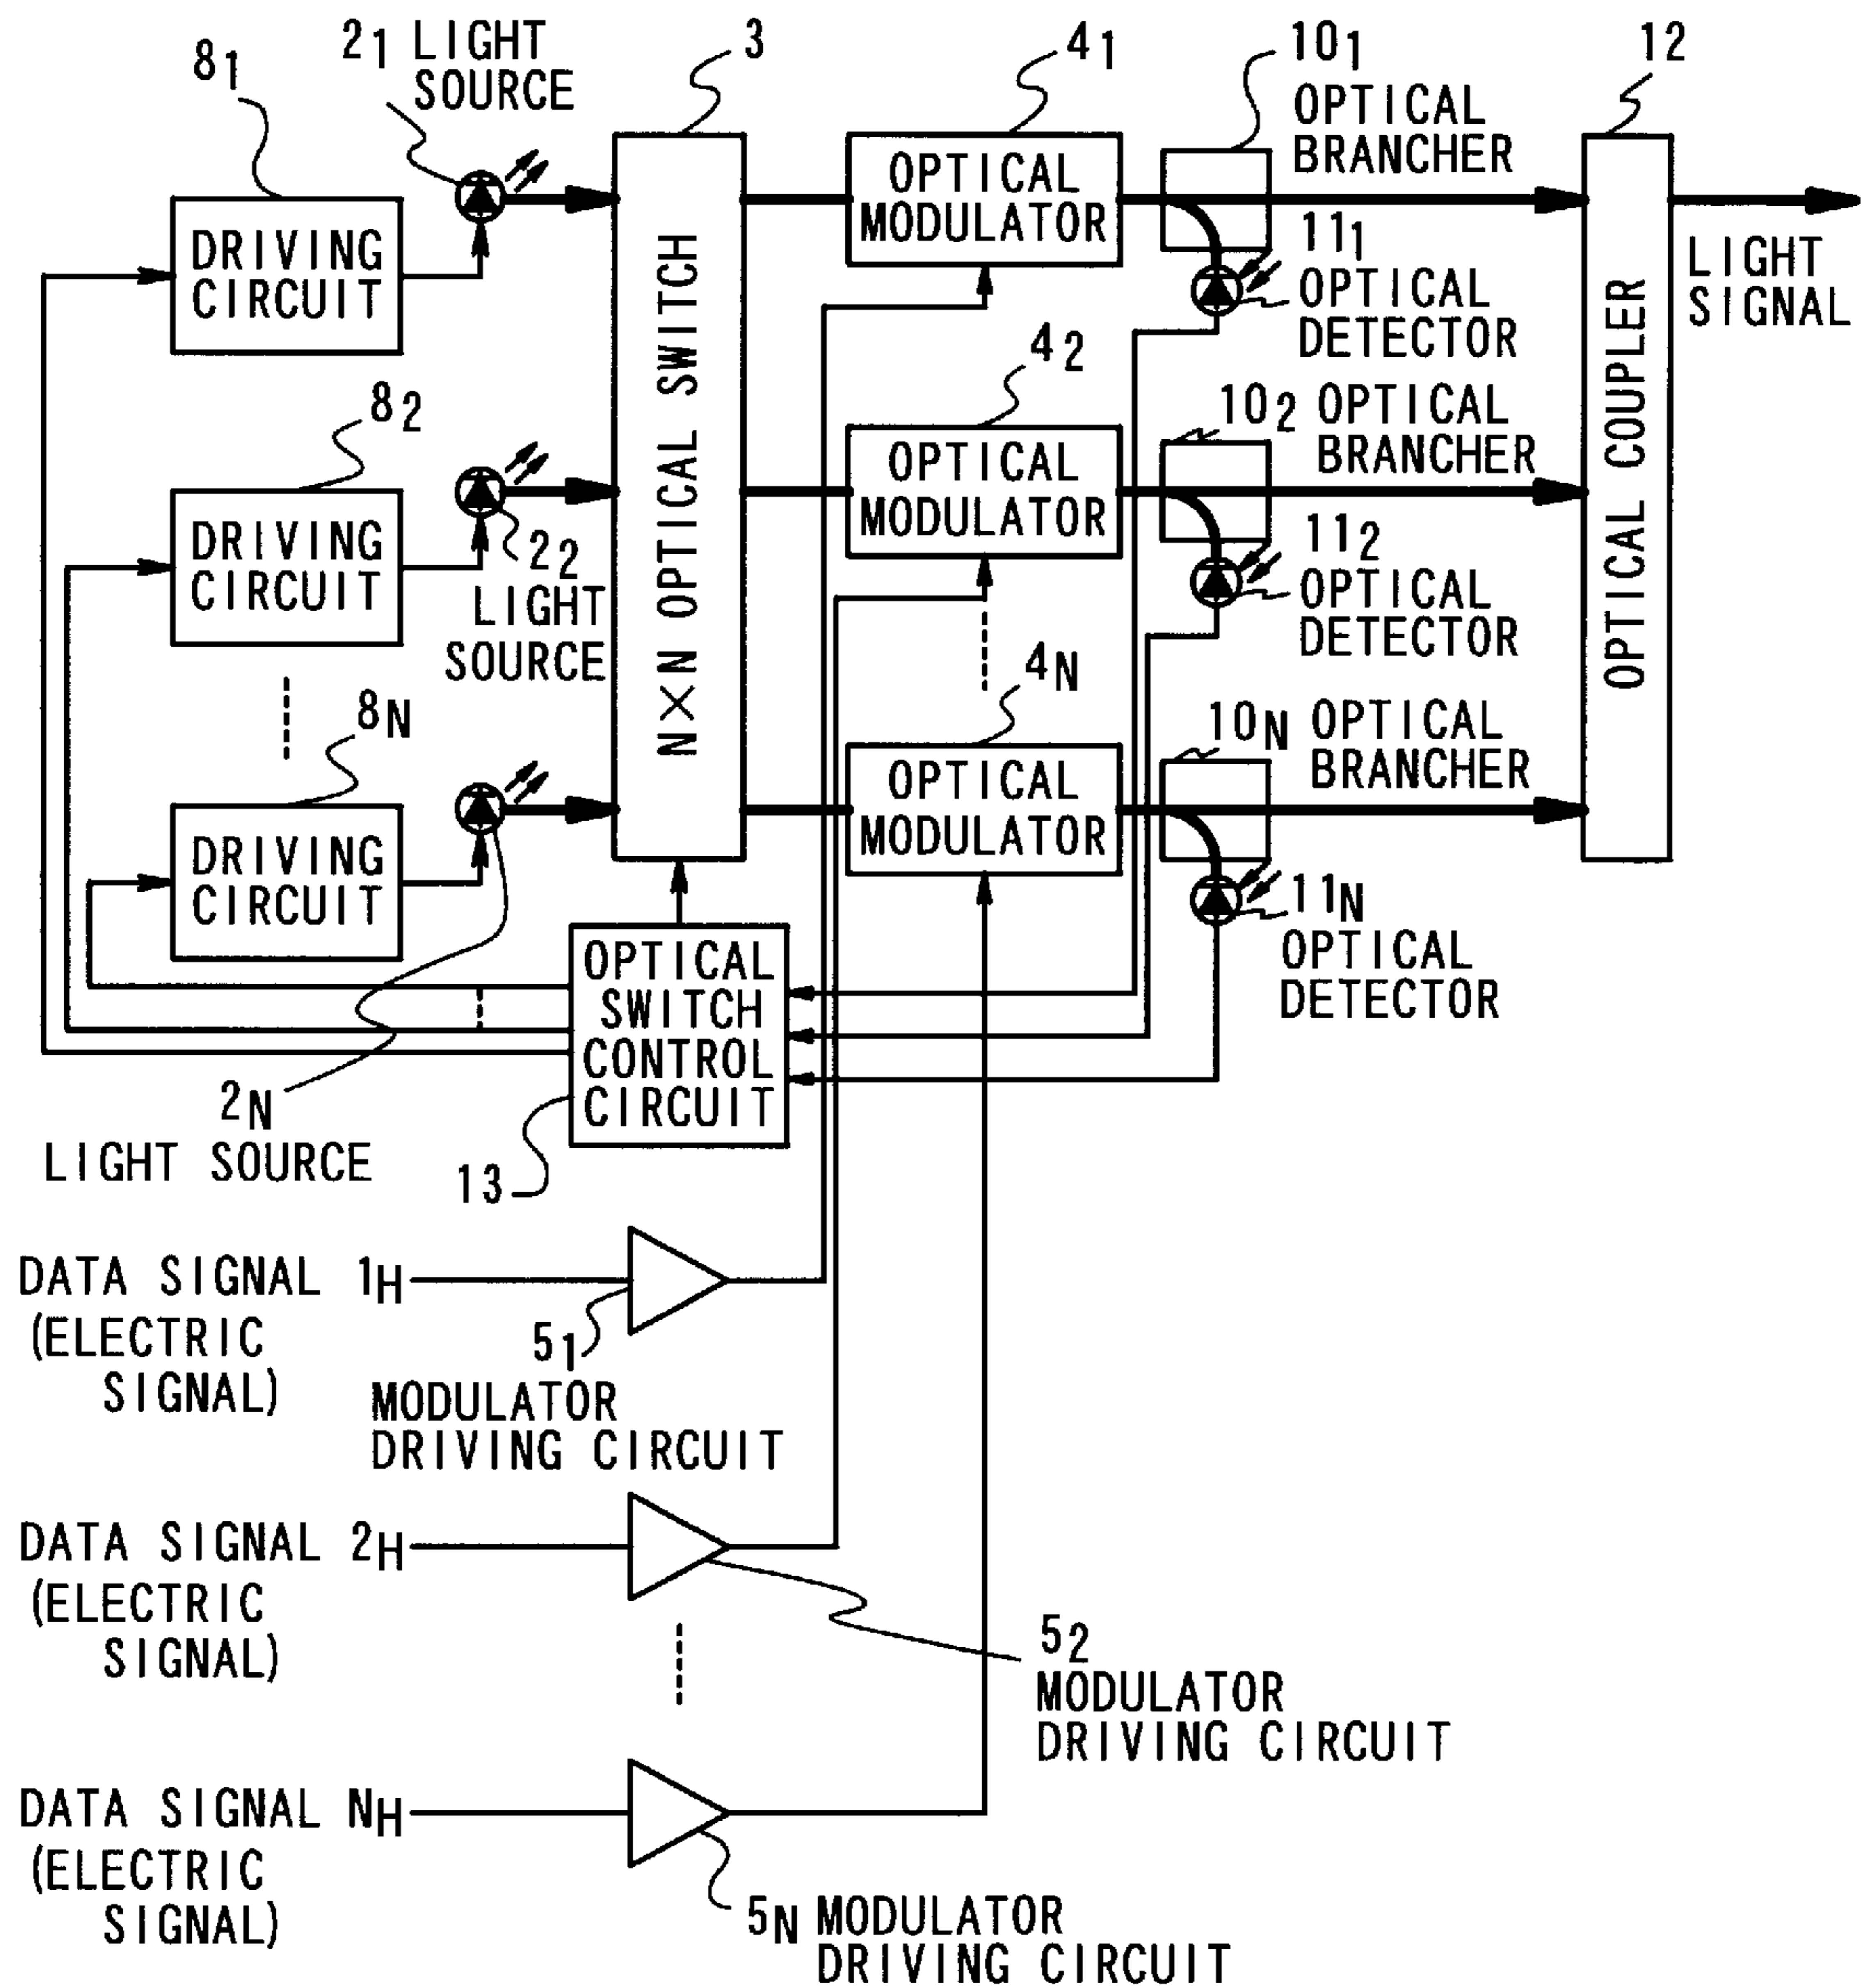 2₁ LIGHT
SOURCE
8₁
3
4₁
10₁
OPTICAL
BRANCHER
12
DRIVING
CIRCUIT
OPTICAL
MODULATOR
11₁
OPTICAL
DETECTOR
LIGHT
SIGNAL
N×N OPTICAL SWITCH
OPTICAL COUPLER
8₂
4₂
10₂ OPTICAL
BRANCHER
DRIVING
CIRCUIT
2₂
LIGHT
SOURCE
OPTICAL
MODULATOR
11₂
OPTICAL
DETECTOR
8N
4N
10N OPTICAL
BRANCHER
DRIVING
CIRCUIT
OPTICAL
MODULATOR
11N
OPTICAL
DETECTOR
OPTICAL
SWITCH
CONTROL
CIRCUIT
2N
LIGHT SOURCE
13
DATA SIGNAL 1H
(ELECTRIC
SIGNAL)
5₁
MODULATOR
DRIVING CIRCUIT
DATA SIGNAL 2H
(ELECTRIC
SIGNAL)
5₂
MODULATOR
DRIVING CIRCUIT
DATA SIGNAL NH
(ELECTRIC
SIGNAL)
5N MODULATOR
DRIVING CIRCUIT